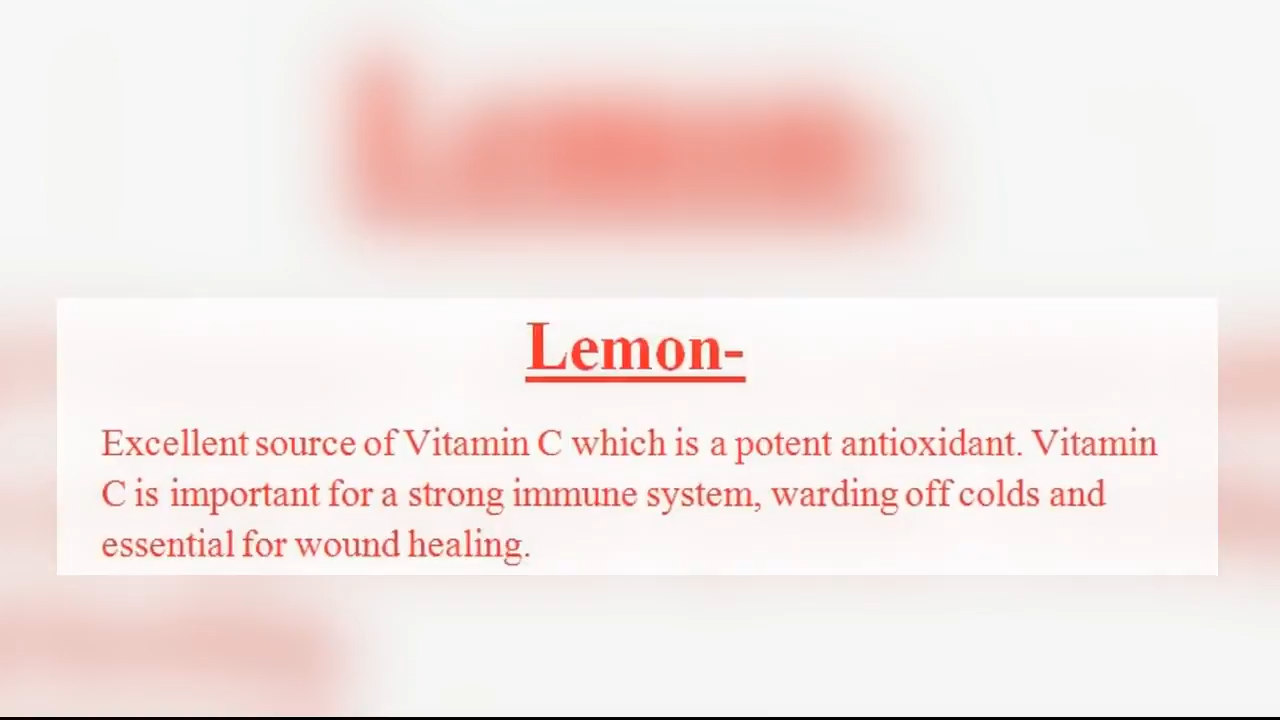 Lemon-
Excellent source of Vitamin C which is a potent antioxidant. Vitamin
C is important for a strong immune system, warding off colds and
essential for wound healing.